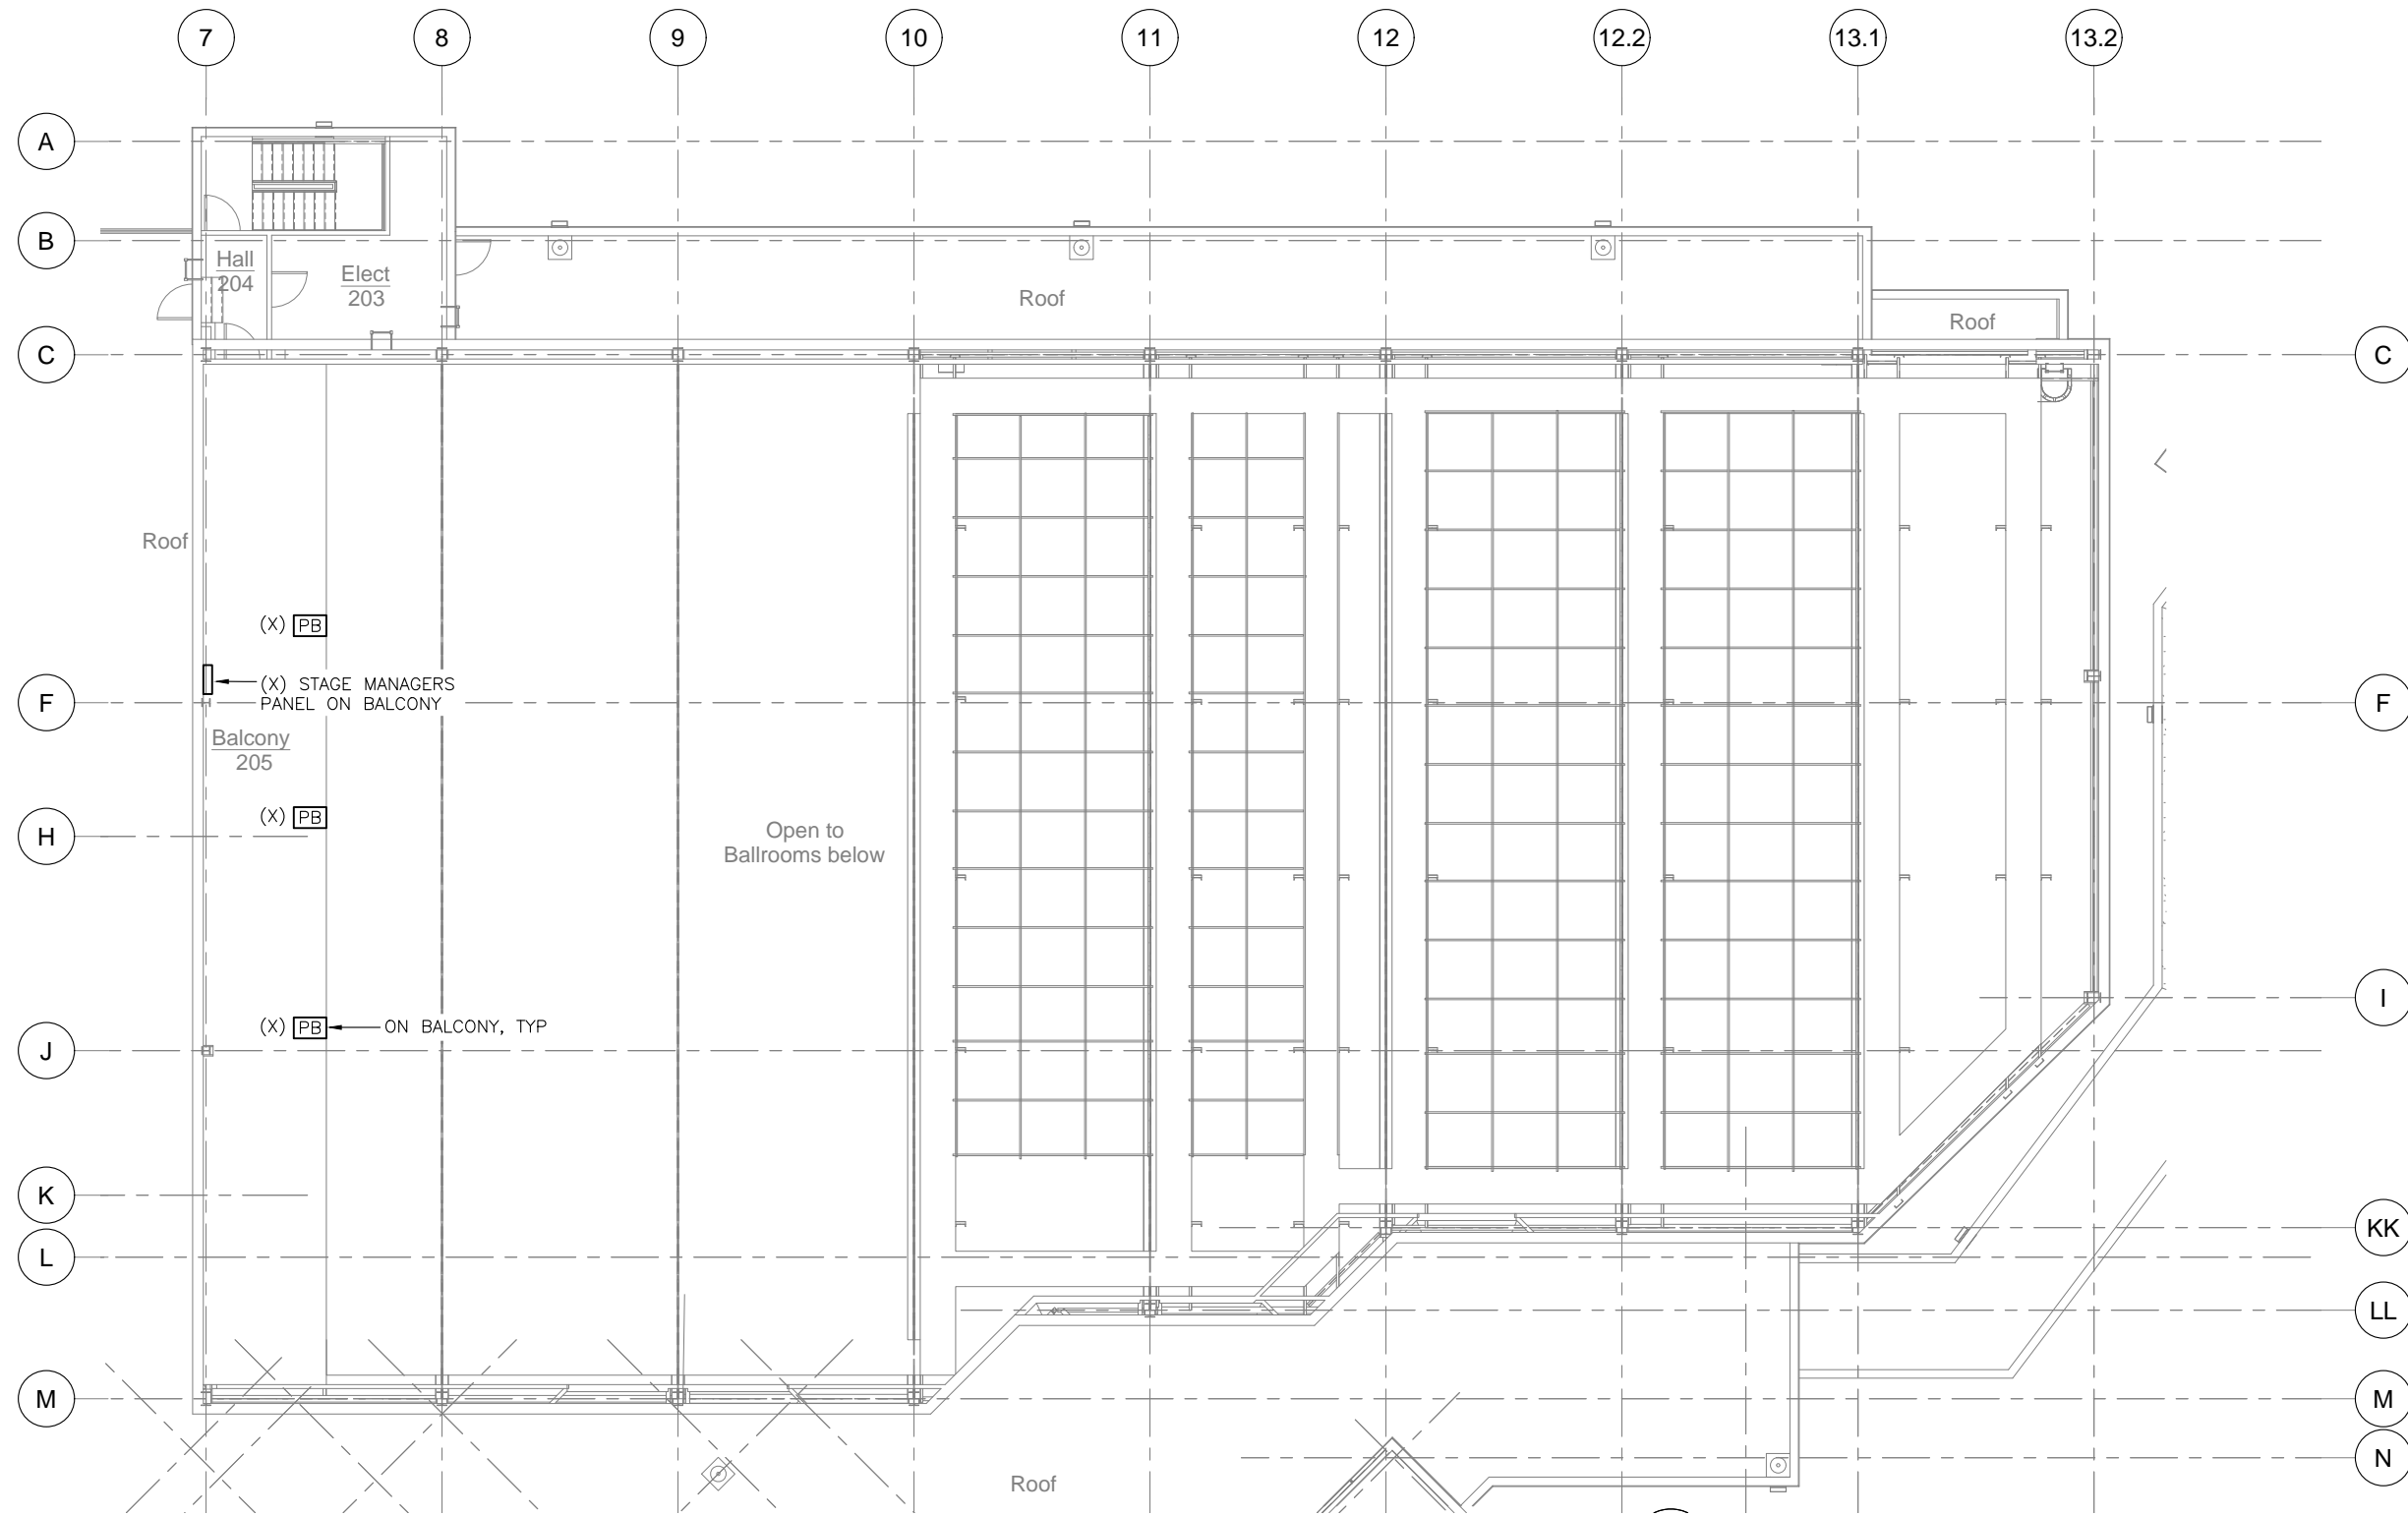 7 8 9 10 11 12 12.2 13.1 13.2
A
B
Hall
204
Elect
203
Roof
Roof
C C
Roof
(X) PB
(X) STAGE MANAGERS
PANEL ON BALCONY
F F
Balcony
205
(X) PB
H
Open to
Ballrooms below
I
(X) PB ON BALCONY, TYP
J
K
KK
L
LL
M M
N
Roof